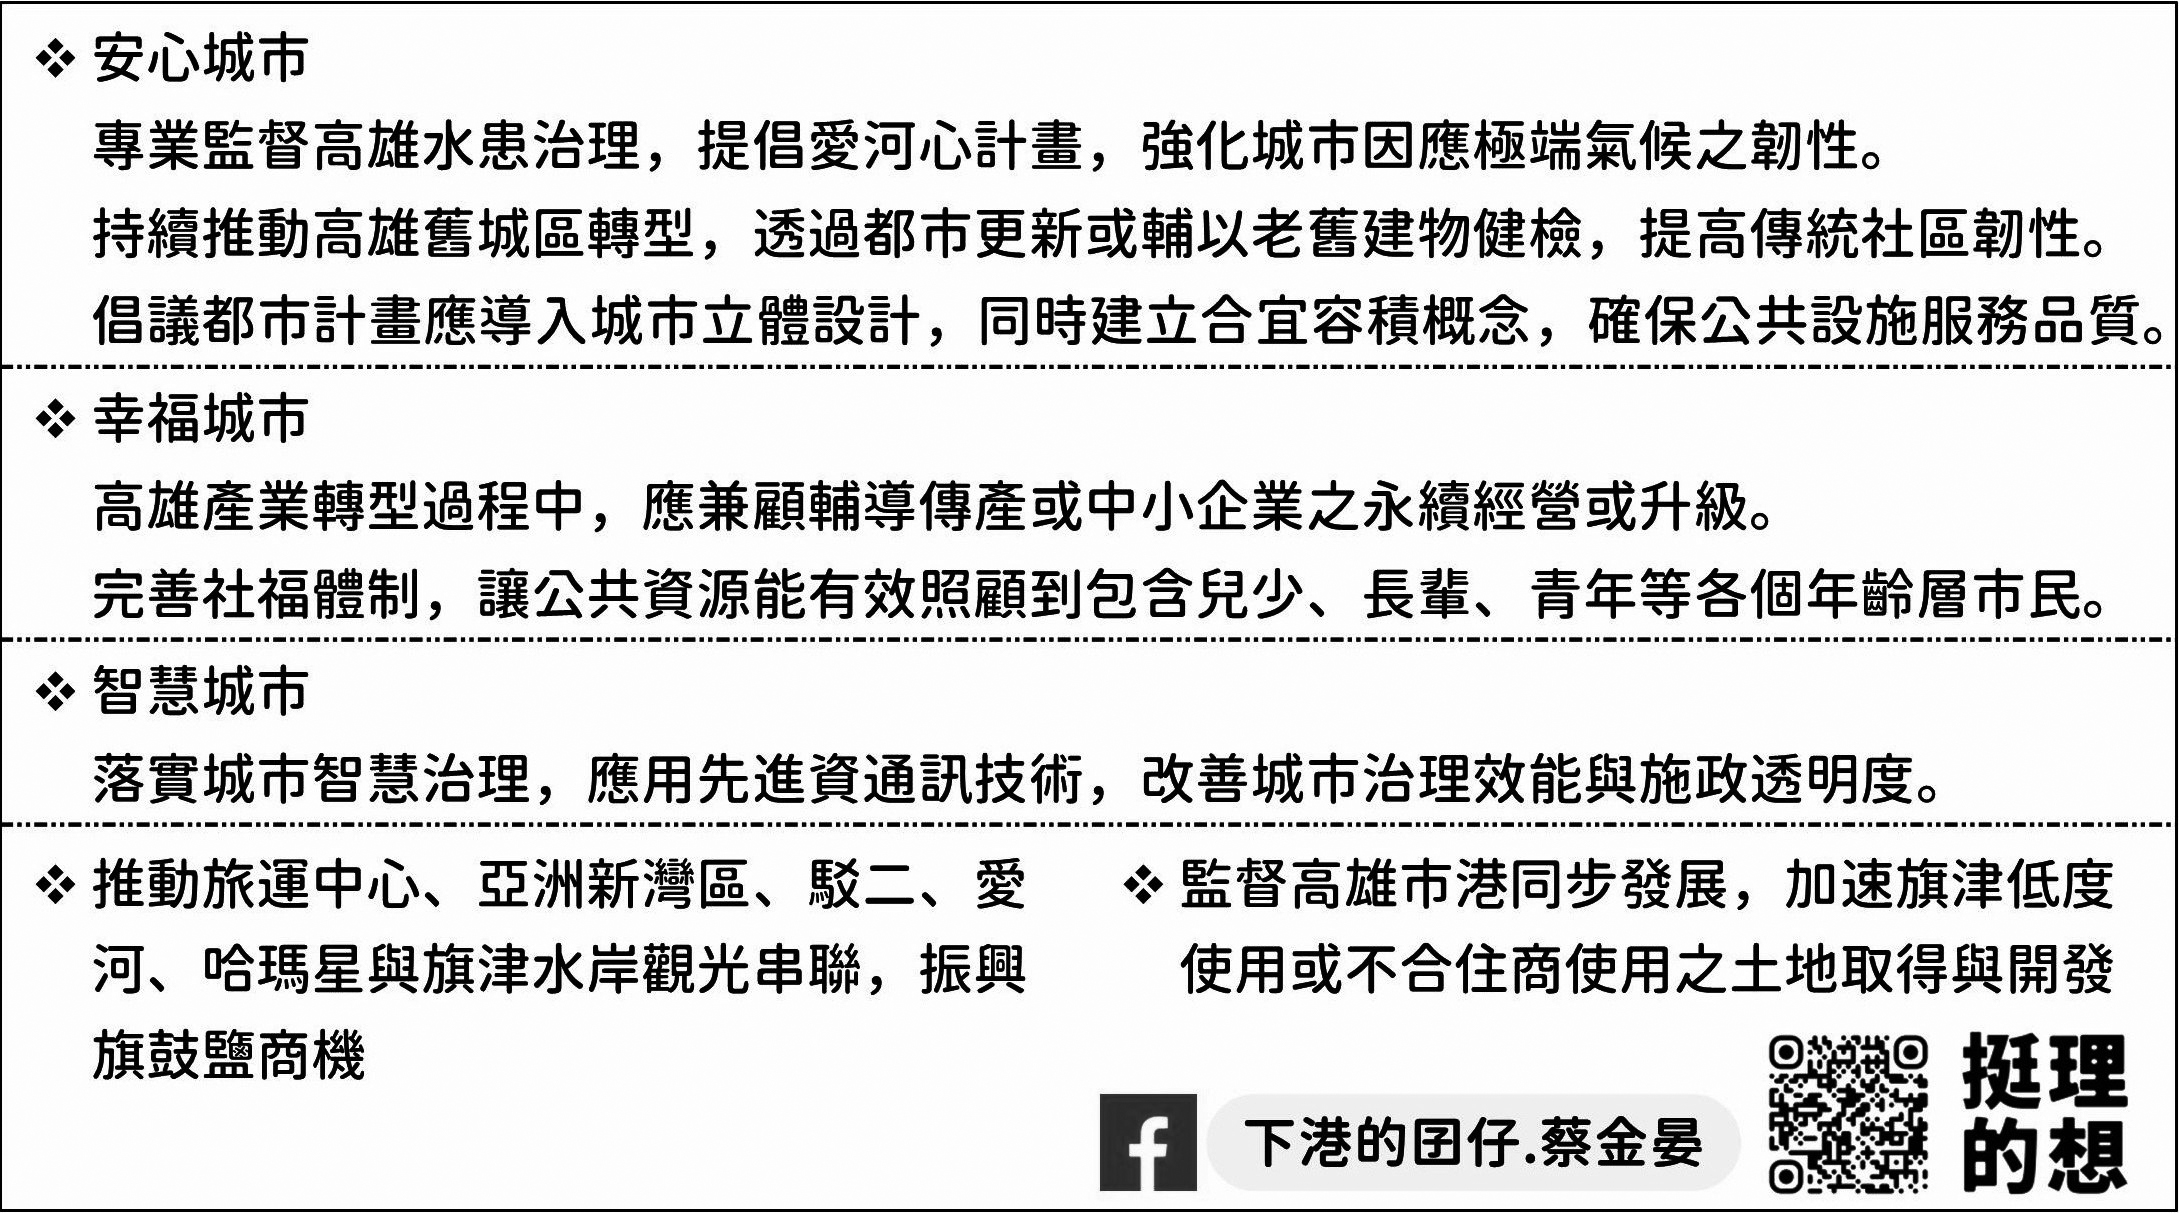 ❖ 安心城市
專業監督高雄水患治理，提倡愛河心計畫，強化城市因應極端氣候之韌性。
持續推動高雄舊城區轉型，透過都市更新或輔以老舊建物健檢，提高傳統社區韌性。
倡議都市計畫應導入城市立體設計，同時建立合宜容積概念，確保公共設施服務品質。
❖ 幸福城市
高雄產業轉型過程中，應兼顧輔導傳產或中小企業之永續經營或升級。
完善社福體制，讓公共資源能有效照顧到包含兒少、長輩、青年等各個年齡層市民。
❖ 智慧城市
落實城市智慧治理，應用先進資通訊技術，改善城市治理效能與施政透明度。
❖ 推動旅運中心、亞洲新灣區、駁二、愛
河、哈瑪星與旗津水岸觀光串聯，振興
旗鼓鹽商機
❖ 監督高雄市港同步發展，加速旗津低度
使用或不合住商使用之土地取得與開發
f 下港的囝仔.蔡金晏
挺理
的想